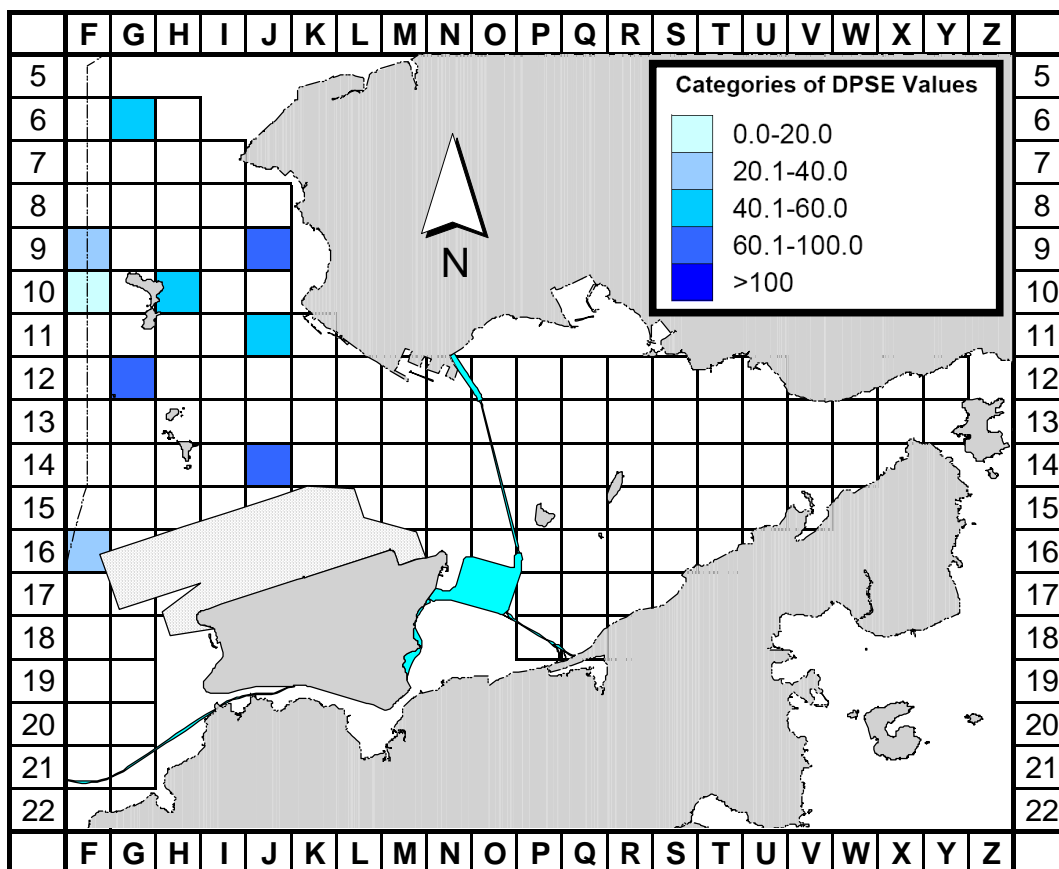 F G H I J K L M N O P Q R S T U V W X Y Z
5 5
Categories of DPSE Values
6 0.0-20.0 6
7 20.1-40.0 7
8 40.1-60.0 8
9 60.1-100.0 9
N
10 >100 10
11 11
12 12
13 13
14 14
15 15
16 16
17 17
18 18
19 19
20 20
21 21
22 22
F G H I J K L M N O P Q R S T U V W X Y Z